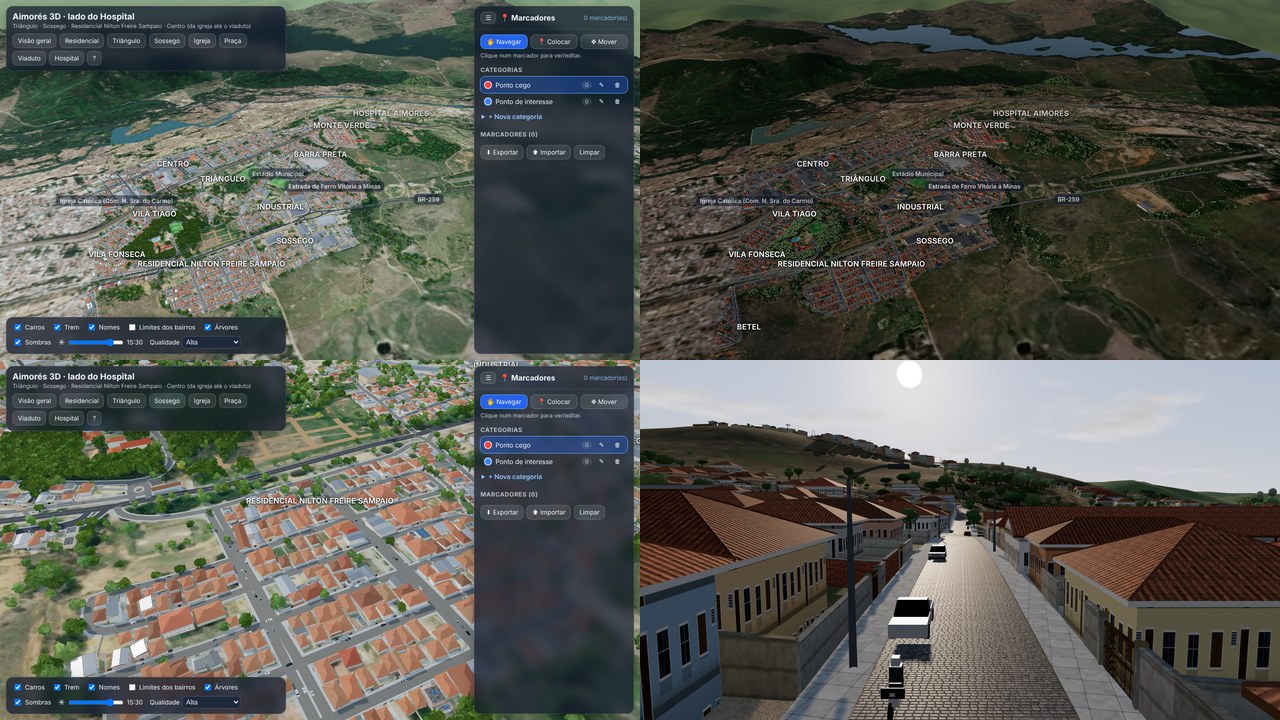 Aimorés 3D · lado do Hospital
Triângulo · Sossego · Residencial Nilton Freire Sampaio · Centro (da igreja até o viaduto)
Visão geral Residencial Triângulo Sossego Igreja Praça
Viaduto Hospital ?
Marcadores 0 marcador(es)
Navegar Colocar Mover
Clique num marcador para ver/editar.
CATEGORIAS
Ponto cego 0
Ponto de interesse 0
+ Nova categoria
MARCADORES (0)
Exportar Importar Limpar
HOSPITAL AIMORÉS
MONTE VERDE
BARRA PRETA
CENTRO
Estádio Municipal
TRIÂNGULO
Estrada de Ferro Vitória a Minas
BR-259
Igreja Católica (Com. N. Sra. do Carmo)
INDUSTRIAL
VILA TIAGO
SOSSEGO
VILA FONSECA
RESIDENCIAL NILTON FREIRE SAMPAIO
Carros Trem Nomes Limites dos bairros Árvores
Sombras 15:30 Qualidade Alta
HOSPITAL AIMORÉS
MONTE VERDE
BARRA PRETA
CENTRO
Estádio Municipal
TRIÂNGULO
Estrada de Ferro Vitória a Minas
BR-259
Igreja Católica (Com. N. Sra. do Carmo)
INDUSTRIAL
VILA TIAGO
SOSSEGO
VILA FONSECA
RESIDENCIAL NILTON FREIRE SAMPAIO
BETEL
INDUSTRIAL
Aimorés 3D · lado do Hospital
Triângulo · Sossego · Residencial Nilton Freire Sampaio · Centro (da igreja até o viaduto)
Visão geral Residencial Triângulo Sossego Igreja Praça
Viaduto Hospital ?
Marcadores 0 marcador(es)
Navegar Colocar Mover
Clique num marcador para ver/editar.
CATEGORIAS
Ponto cego 0
Ponto de interesse 0
+ Nova categoria
MARCADORES (0)
Exportar Importar Limpar
RESIDENCIAL NILTON FREIRE SAMPAIO
Carros Trem Nomes Limites dos bairros Árvores
Sombras 15:30 Qualidade Alta